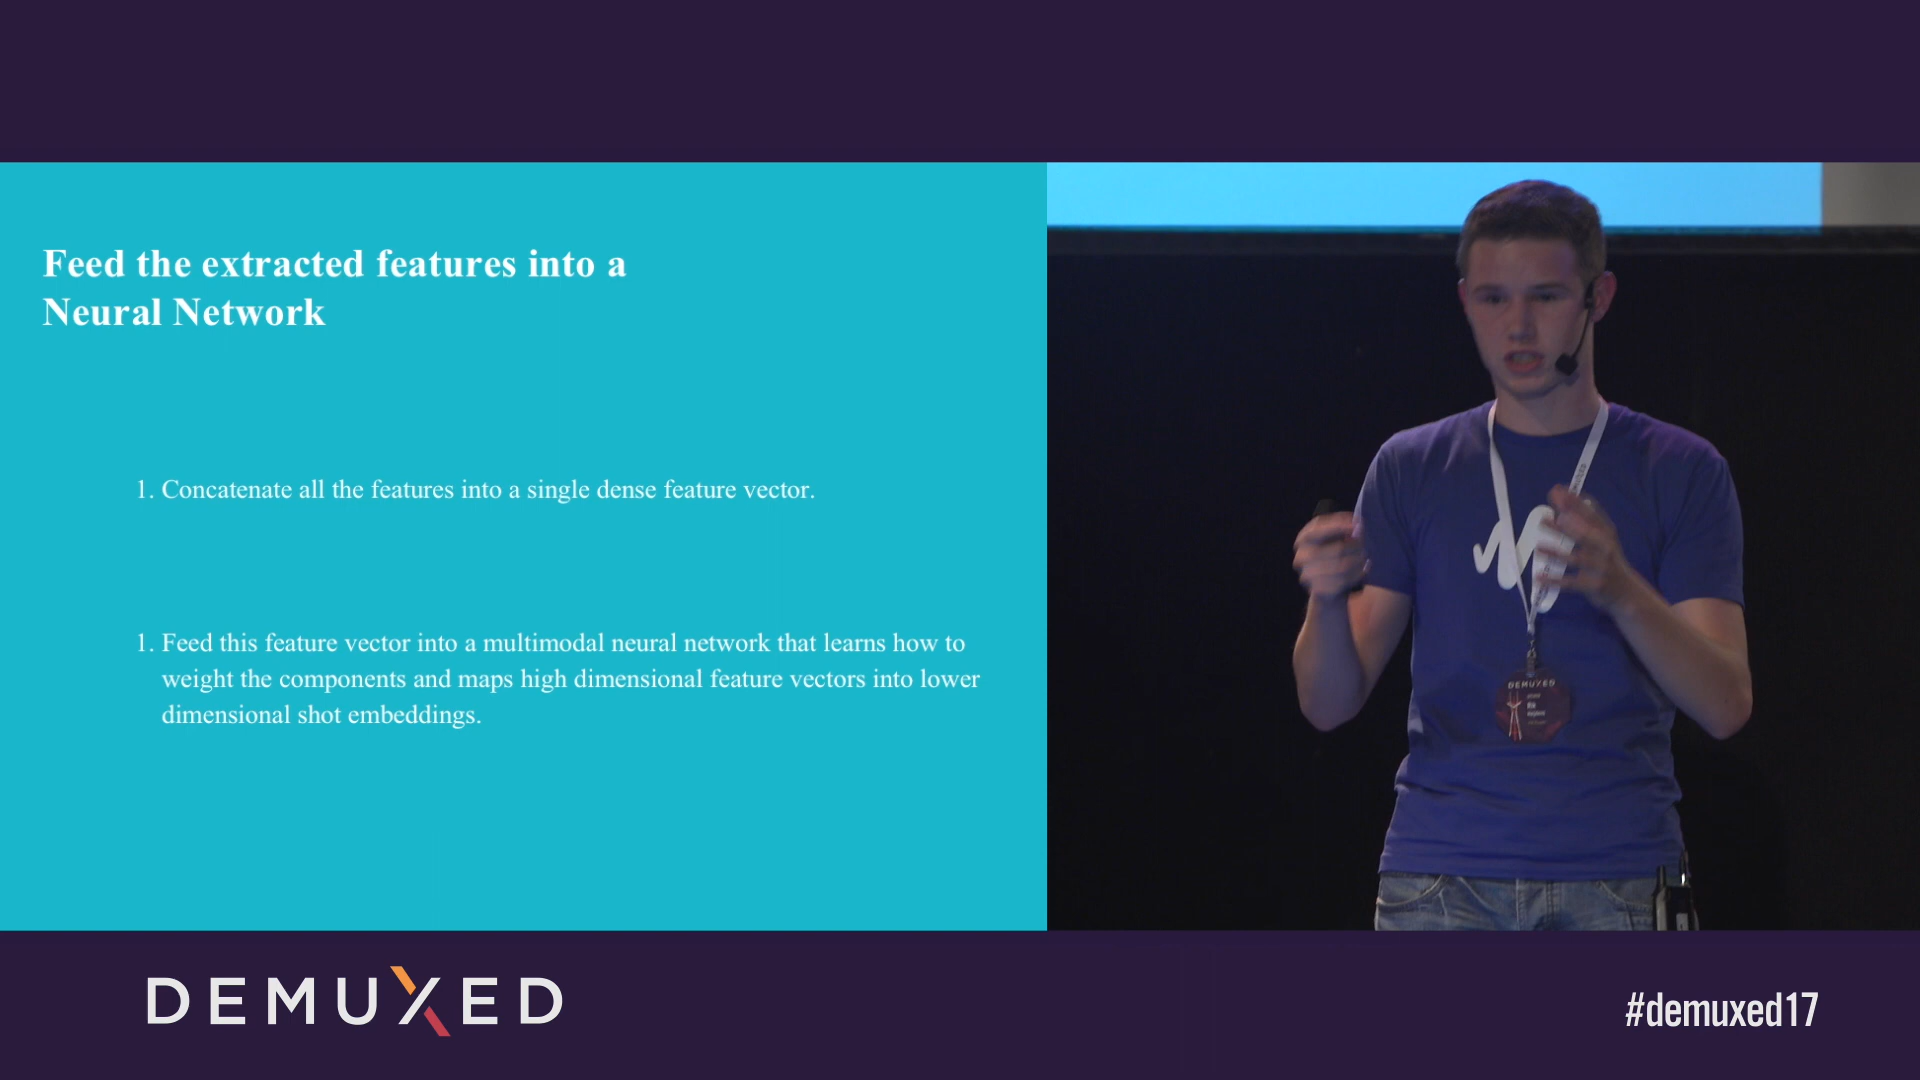 Feed the extracted features into a
Neural Network
1. Concatenate all the features into a single dense feature vector.
1. Feed this feature vector into a multimodal neural network that learns how to
weight the components and maps high dimensional feature vectors into lower
dimensional shot embeddings.
DEMUXED
DEMUXED
#demuxed17